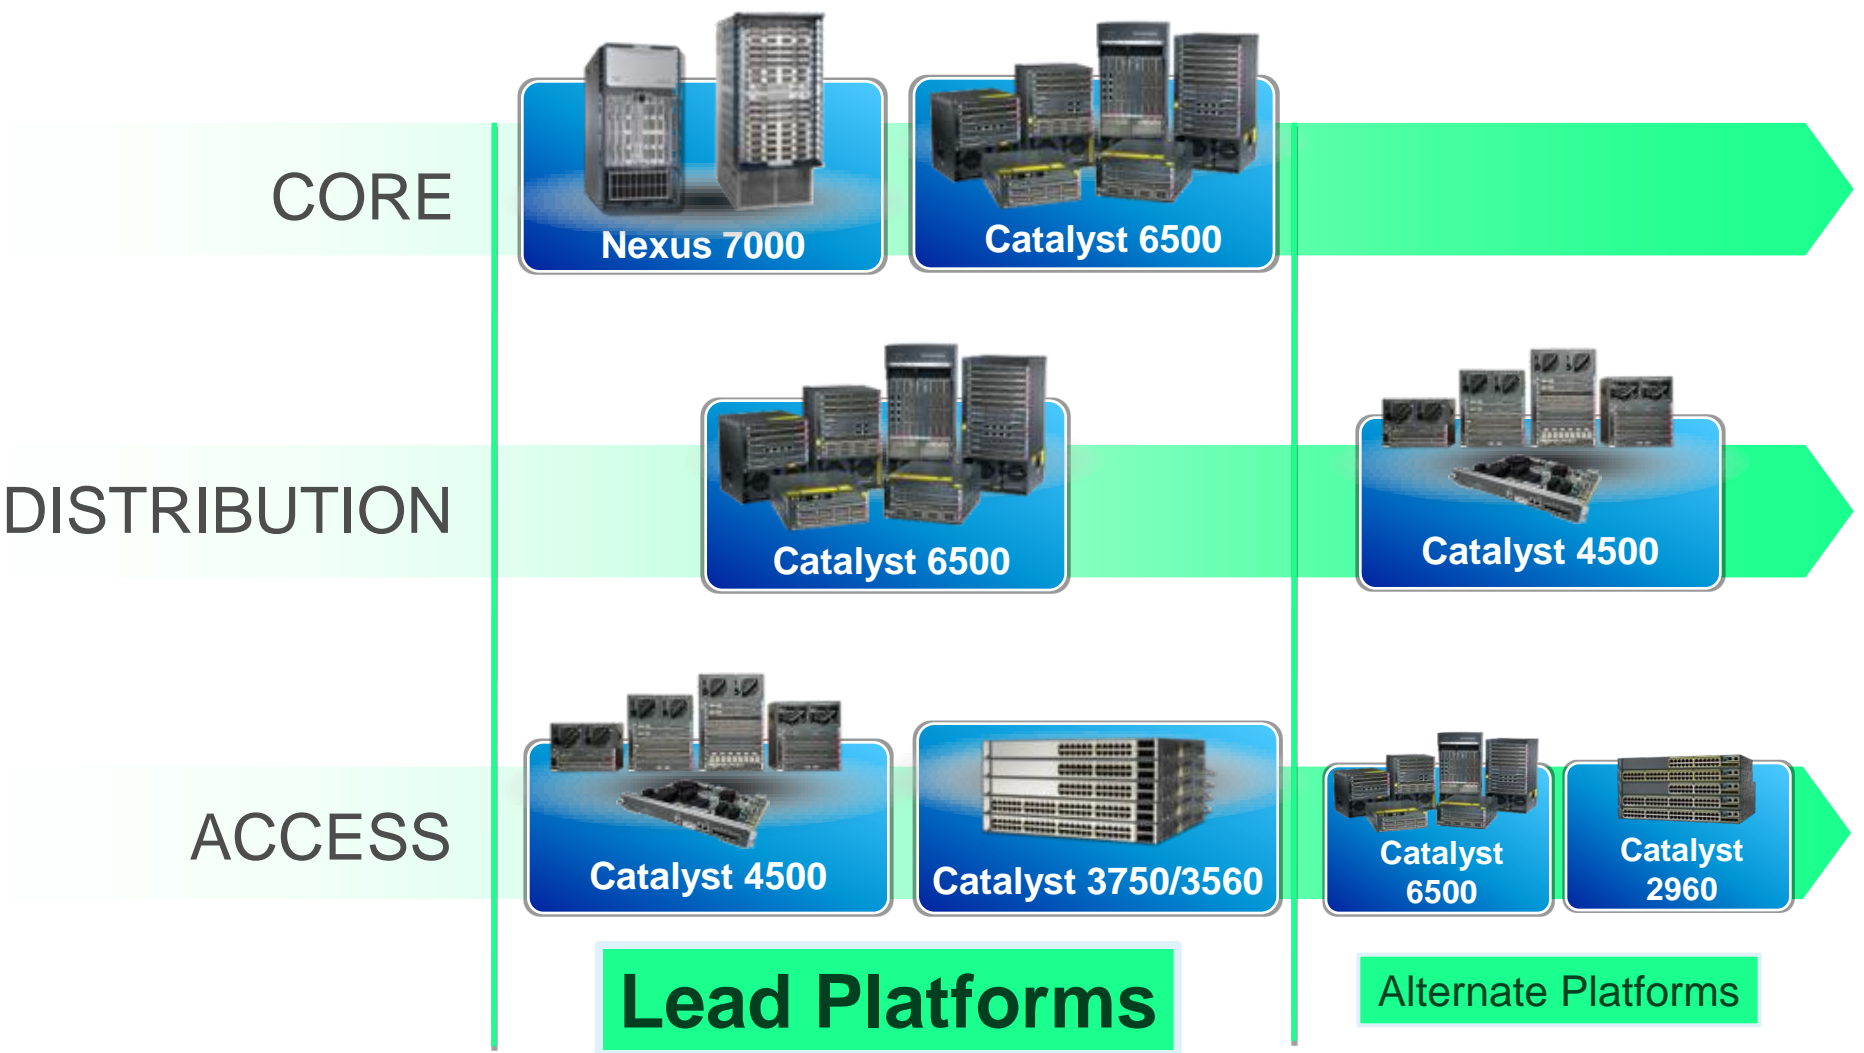 CORE
Nexus 7000
Catalyst 6500
DISTRIBUTION
Catalyst 6500
Catalyst 4500
ACCESS
Catalyst 4500
Catalyst 3750/3560
Catalyst
6500
Catalyst
2960
Lead Platforms
Alternate Platforms